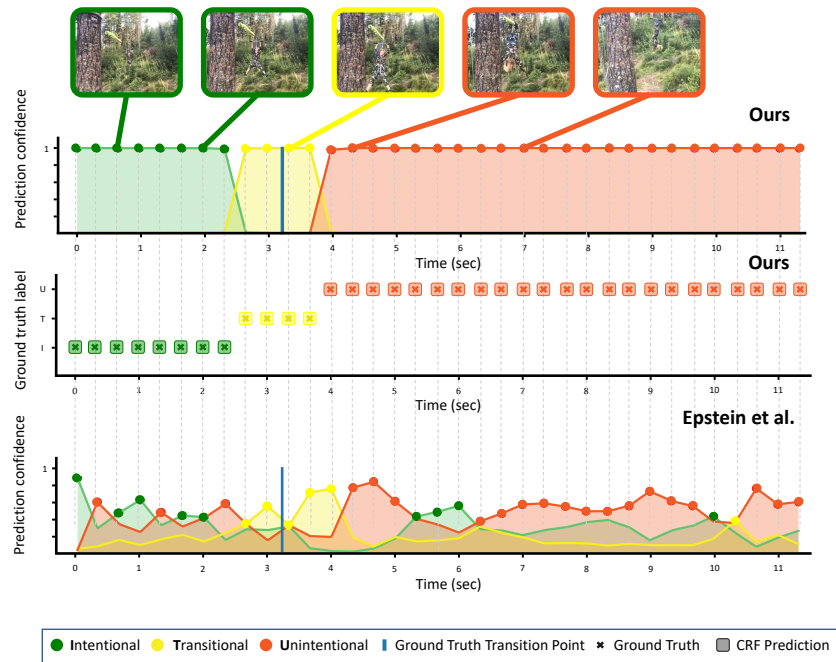 Ours
Prediction confidence
1
0 1 2 3 4 5 6 7 8 9 10 11
Time (sec)
Ours
Ground truth label
U
T
I
0 1 2 3 4 5 6 7 8 9 10 11
Time (sec)
Epstein et al.
Prediction confidence
1
0 1 2 3 4 5 6 7 8 9 10 11
Time (sec)
Intentional Transitional Unintentional Ground Truth Transition Point Ground Truth CRF Prediction